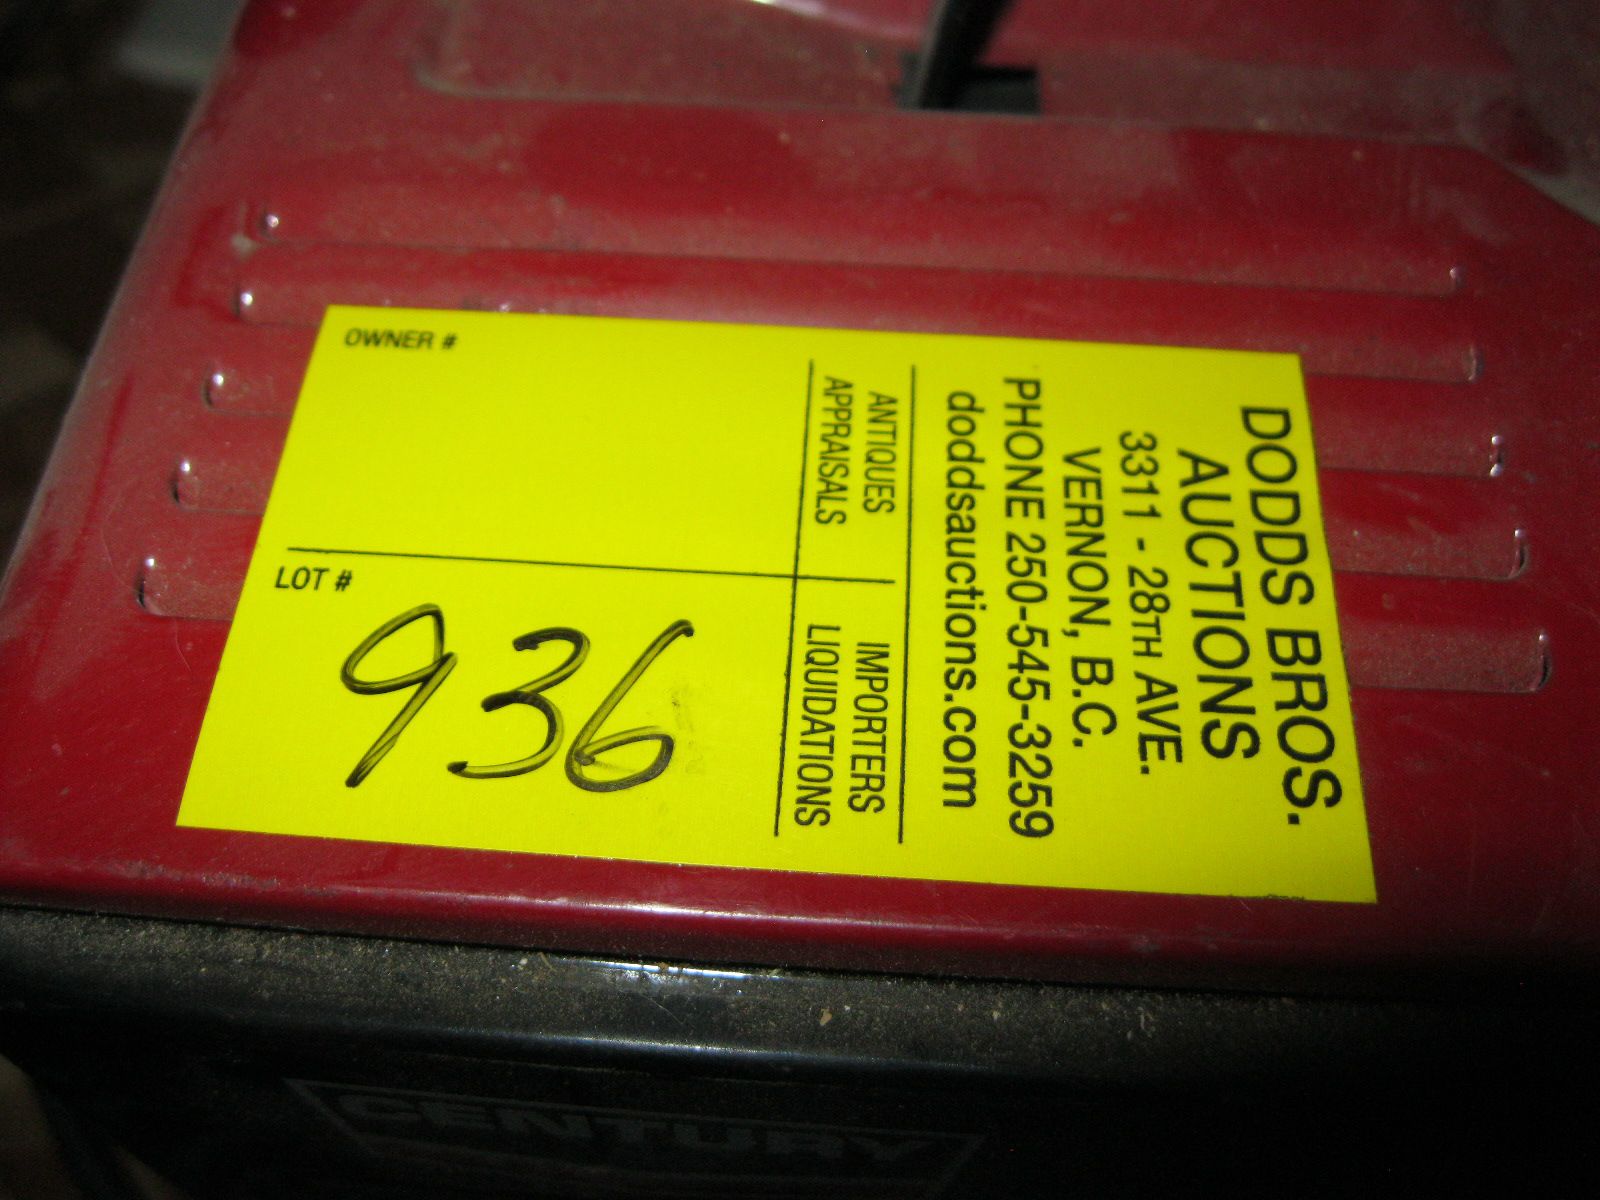 DODDS BROS.
AUCTIONS
3311 - 28TH AVE.
VERNON, B.C.
PHONE 250-545-3259
doddsauctions.com
ANTIQUES
APPRAISALS
IMPORTERS
LIQUIDATIONS
OWNER #
LOT #
936
CENTURY